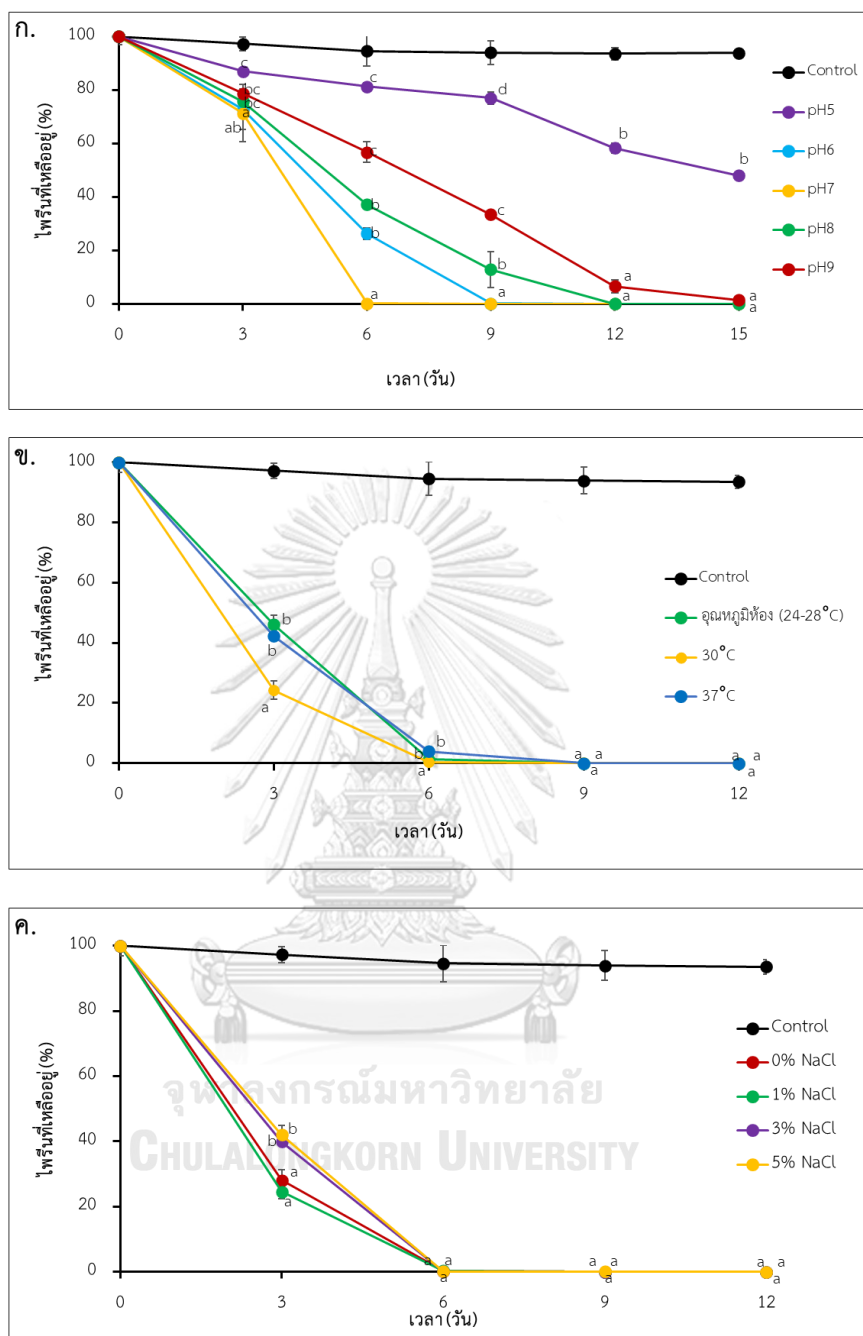 ก.
ไพรีนที่เหลืออยู่ (%)
100
80
60
40
20
0
c
bc
bc
a
ab
c
c
b
b
a
d
c
b
a
b
a
a
b
a
a
0 3 6 9 12 15
เวลา (วัน)
Control
pH5
pH6
pH7
pH8
pH9
ข.
ไพรีนที่เหลืออยู่ (%)
100
80
60
40
20
0
b
b
a
b
b
a
a a
a
a a
a
0 3 6 9 12
เวลา (วัน)
Control
อุณหภูมิห้อง (24-28°C)
30°C
37°C
ค.
ไพรีนที่เหลืออยู่ (%)
100
80
60
40
20
0
b
b
a
a
a a
a
a a
a
a a
a
0 3 6 9 12
เวลา (วัน)
Control
0% NaCl
1% NaCl
3% NaCl
5% NaCl
จุฬาลงกรณ์มหาวิทยาลัย
CHULALONGKORN UNIVERSITY